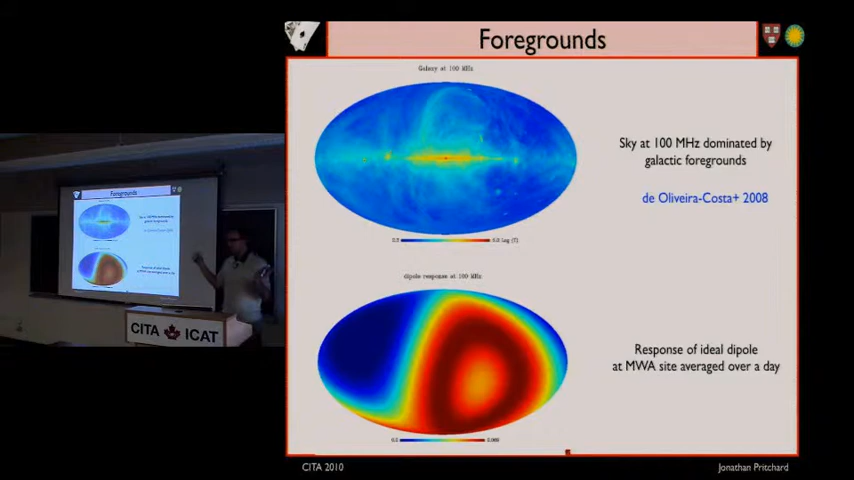 Foregrounds
Galaxy at 100 MHz
Sky at 100 MHz dominated by
galactic foregrounds
de Oliveira-Costa+ 2008
dipole response at 100 MHz
Response of ideal dipole
at MWA site averaged over a day
CITA 2010
Jonathan Pritchard
Foregrounds
CITA ICAT